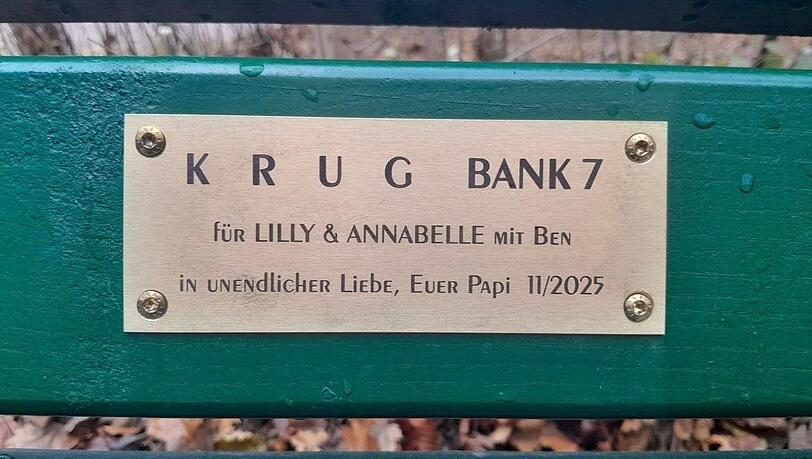 K R U G BANK 7
für LILLY & ANNABELLE mit Ben
in unendlicher Liebe, Euer Papi 11/2025